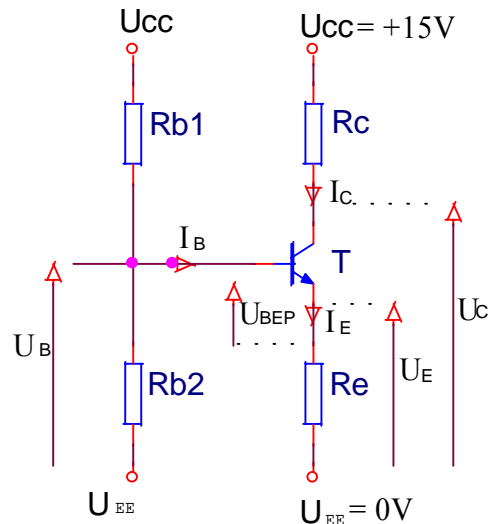 Ucc
Ucc = +15V
Rb1
Rc
IC
IB
T
UBEP
IE
UC
UB
UE
Rb2
Re
UEE
UEE = 0V